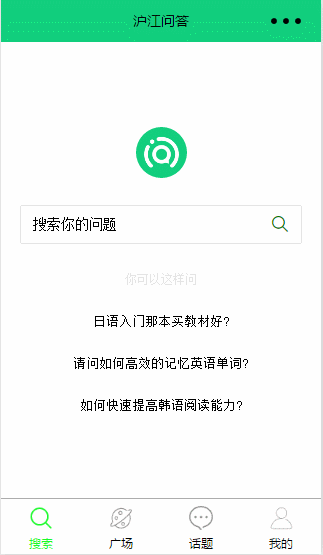 沪江问答
搜索你的问题
你可以这样问
日语入门那本买教材好?
请问如何高效的记忆英语单词?
如何快速提高韩语阅读能力?
搜索 广场 话题 我的